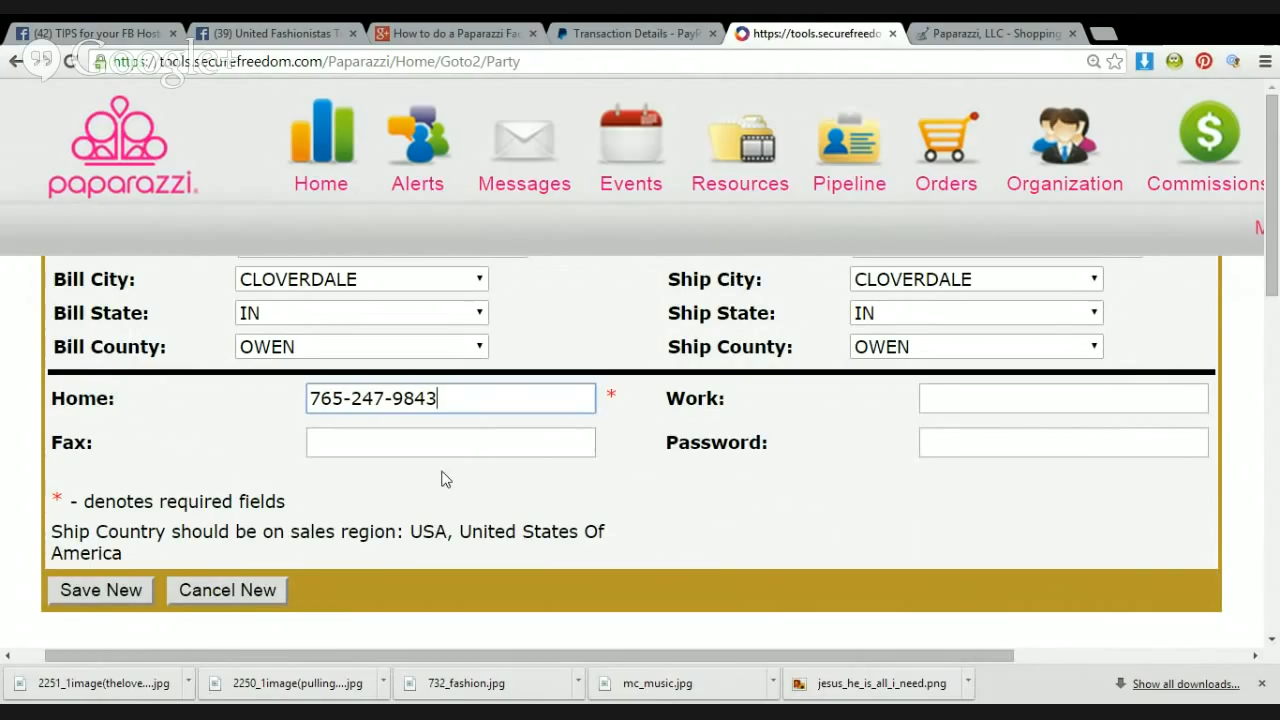 (42) TIPS for your FB Host
(39) United Fashionistas T
How to do a Paparazzi Fac
Transaction Details - PayP
https://tools.securefreedo
Paparazzi, LLC - Shopping
Google+
https://tools.securefreedom.com/Paparazzi/Home/Goto2/Party
paparazzi.
Home
Alerts
Messages
Events
Resources
Pipeline
Orders
Organization
Commissions
M
Bill City: CLOVERDALE Ship City: CLOVERDALE
Bill State: IN Ship State: IN
Bill County: OWEN Ship County: OWEN
Home: 765-247-9843 * Work:
Fax: Password:
* - denotes required fields
Ship Country should be on sales region: USA, United States Of
America
Save New Cancel New
2251_1image(thelove....jpg
2250_1image(pulling....jpg
732_fashion.jpg
mc_music.jpg
jesus_he_is_all_i_need.png
Show all downloads...